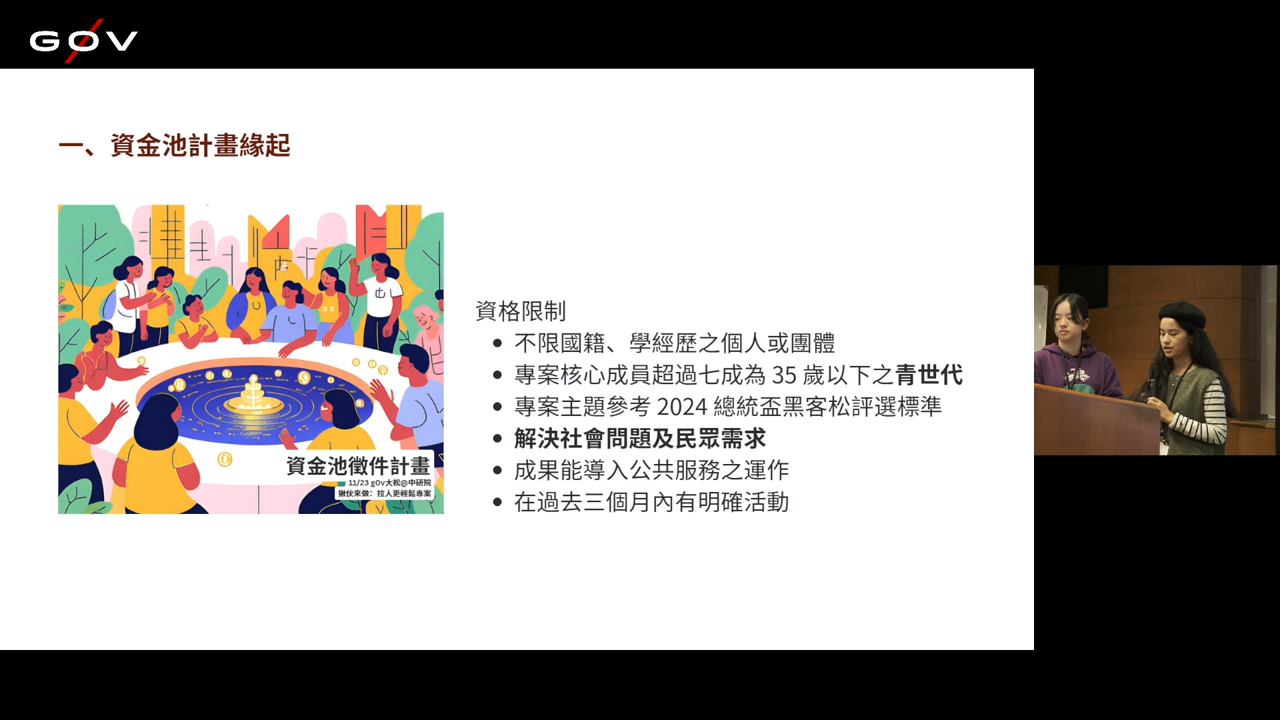 GØV
一、資金池計畫緣起
資格限制
不限國籍、學經歷之個人或團體
專案核心成員超過七成為 35 歲以下之青世代
專案主題參考 2024 總統盃黑客松評選標準
解決社會問題及民眾需求
成果能導入公共服務之運作
在過去三個月內有明確活動
資金池徵件計畫
11/23 g0v大松@中研院
揪伙來做：拉人更輕鬆專案